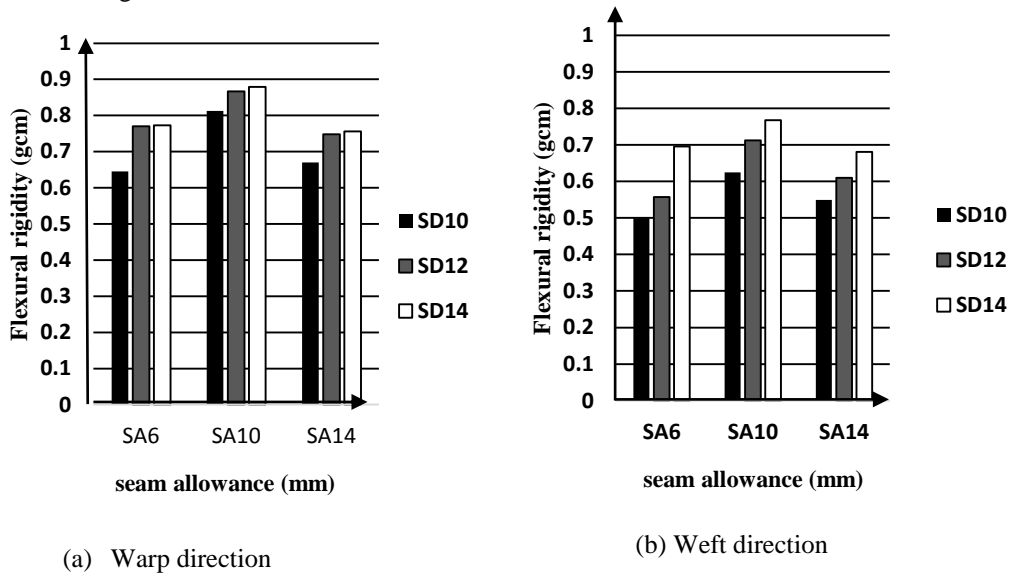 1
0.9
0.8
0.7
0.6
0.5
0.4
0.3
0.2
0.1
0
Flexural rigidity (gcm)
SA6 SA10 SA14
seam allowance (mm)
SD10
SD12
SD14
(a) Warp direction
1
0.9
0.8
0.7
0.6
0.5
0.4
0.3
0.2
0.1
0
Flexural rigidity (gcm)
SA6 SA10 SA14
seam allowance (mm)
SD10
SD12
SD14
(b) Weft direction